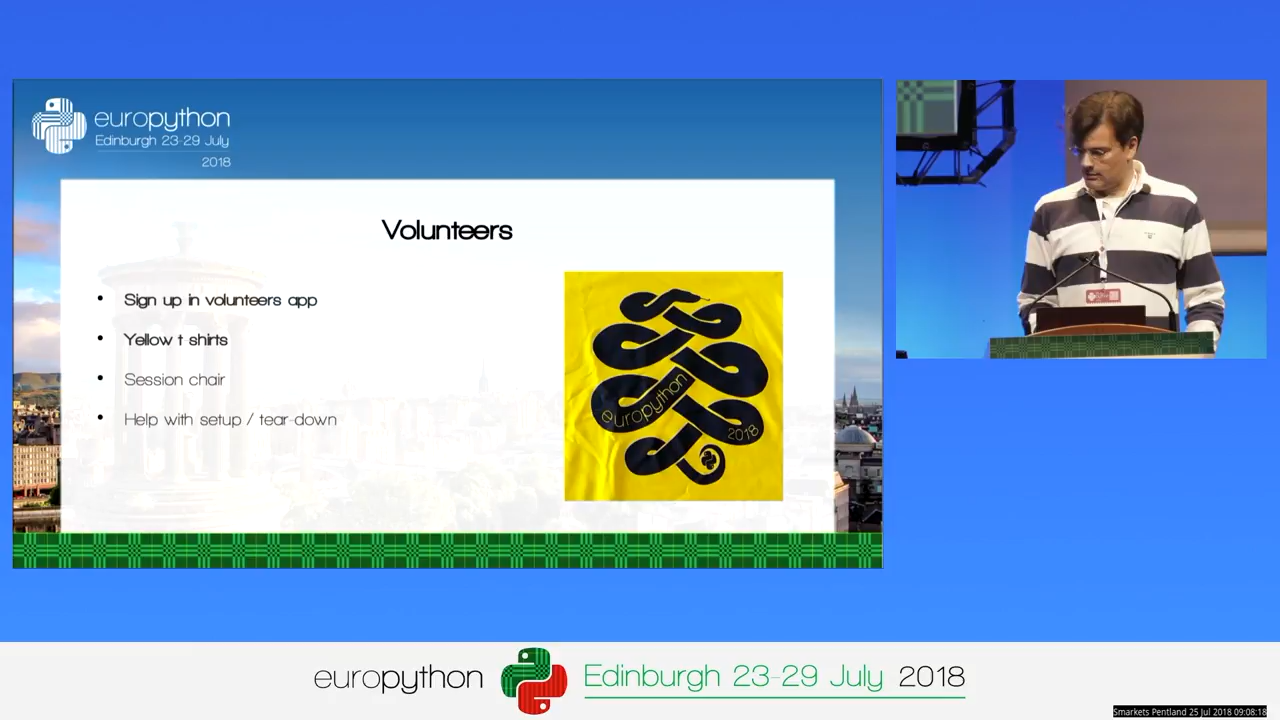 europython
Edinburgh 23-29 July
2018
Volunteers
Sign up in volunteers app
Yellow t shirts
Session chair
Help with setup / tear-down
europython
2018
europython Edinburgh 23-29 July 2018
Smarkets Pentland 25 Jul 2018 09:08:18